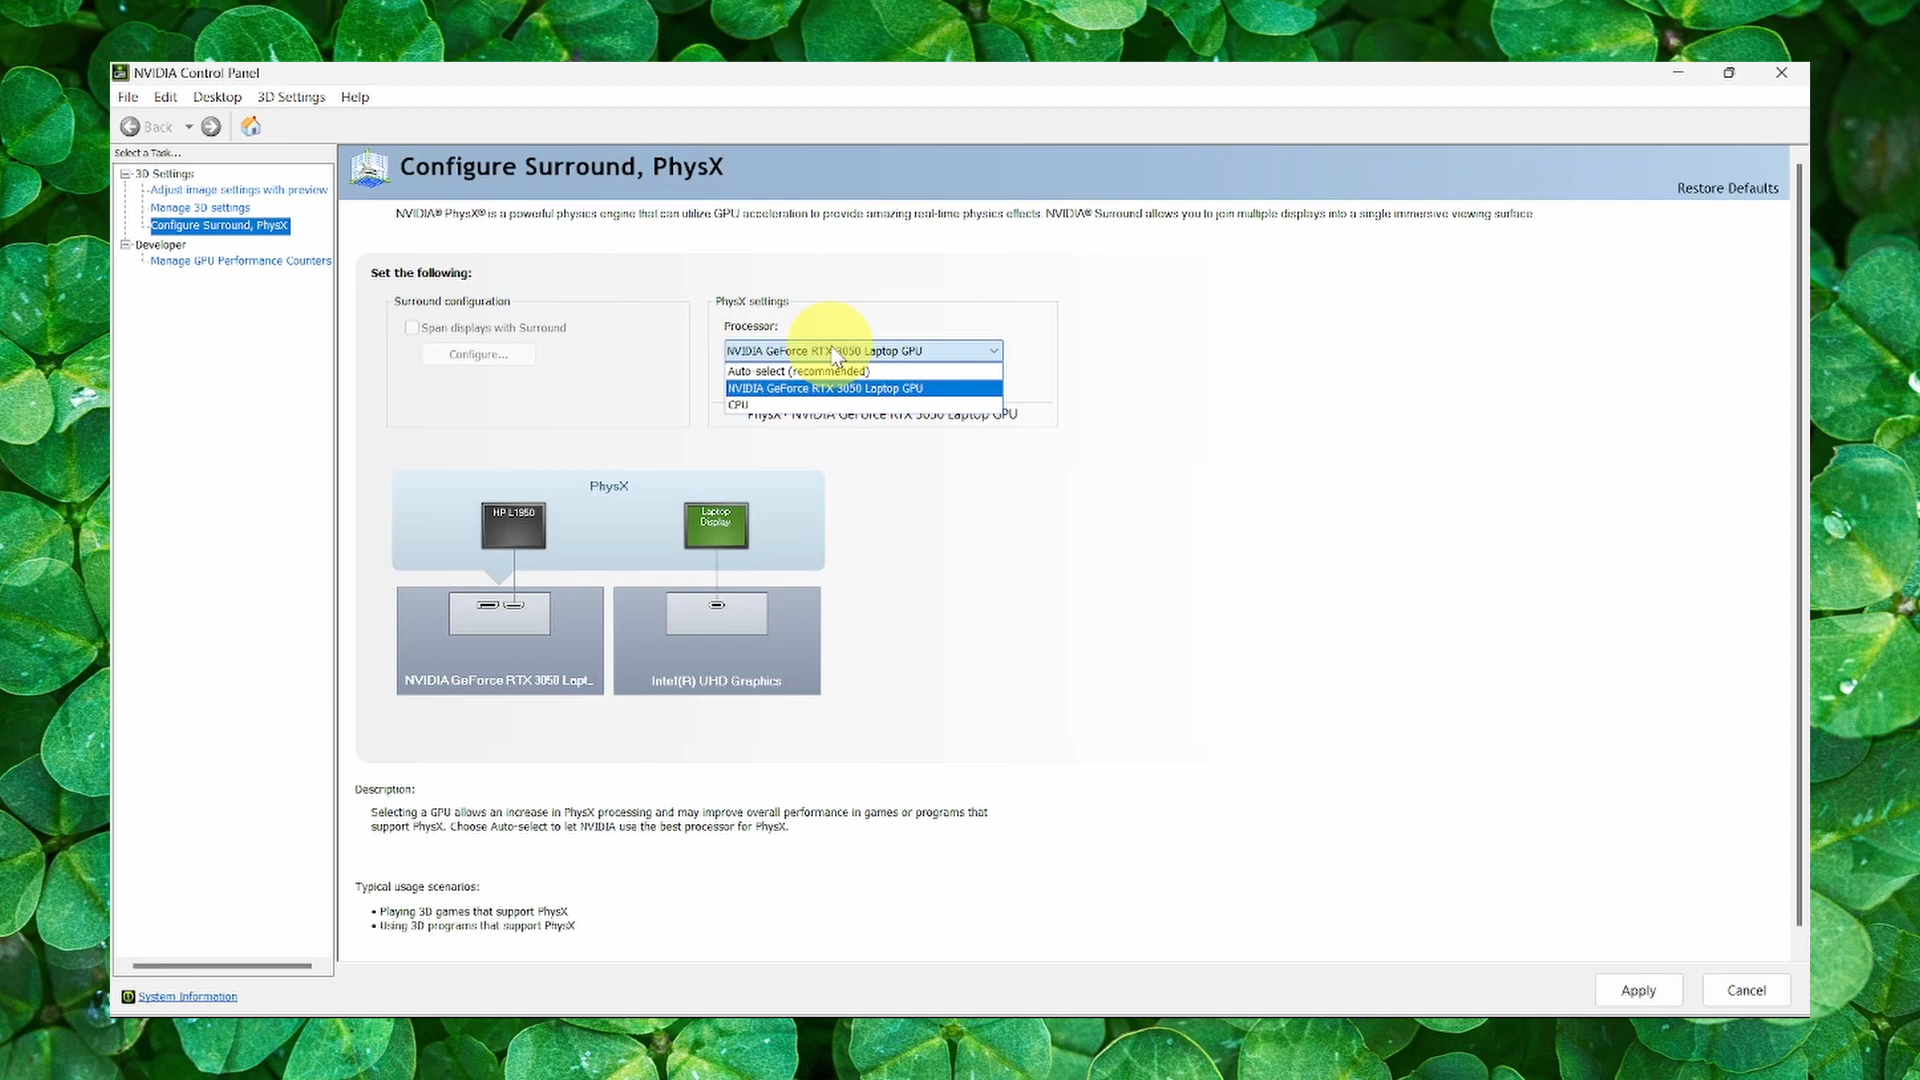 NVIDIA Control Panel
File Edit Desktop 3D Settings Help
Back
Select a Task...
3D Settings
Adjust image settings with preview
Manage 3D settings
Configure Surround, PhysX
Developer
Manage GPU Performance Counters
System Information
Configure Surround, PhysX
Restore Defaults
NVIDIA® PhysX® is a powerful physics engine that can utilize GPU acceleration to provide amazing real-time physics effects. NVIDIA® Surround allows you to join multiple displays into a single immersive viewing surface.
Set the following:
Surround configuration
Span displays with Surround
Configure...
PhysX settings
Processor:
NVIDIA GeForce RTX 3050 Laptop GPU
Auto-select (recommended)
NVIDIA GeForce RTX 3050 Laptop GPU
CPU
PhysX - NVIDIA GeForce RTX 3050 Laptop GPU
PhysX
HP L1950
Laptop
Display
NVIDIA GeForce RTX 3050 Lapt...
Intel(R) UHD Graphics
Description:
Selecting a GPU allows an increase in PhysX processing and may improve overall performance in games or programs that
support PhysX. Choose Auto-select to let NVIDIA use the best processor for PhysX.
Typical usage scenarios:
• Playing 3D games that support PhysX
• Using 3D programs that support PhysX
Apply Cancel